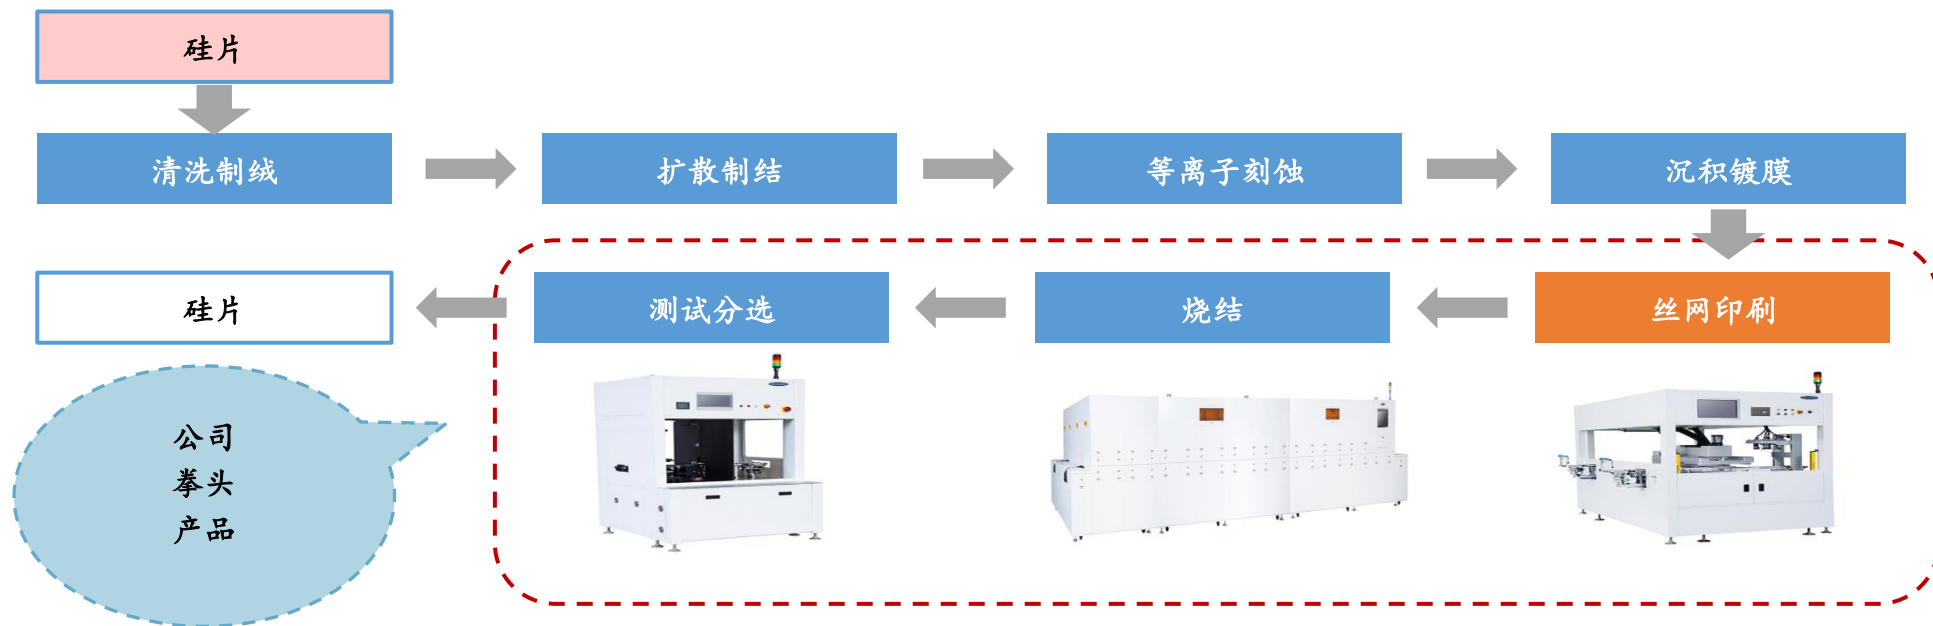 硅片
清洗制绒
扩散制结
等离子刻蚀
沉积镀膜
硅片
测试分选
烧结
丝网印刷
公司
拳头
产品